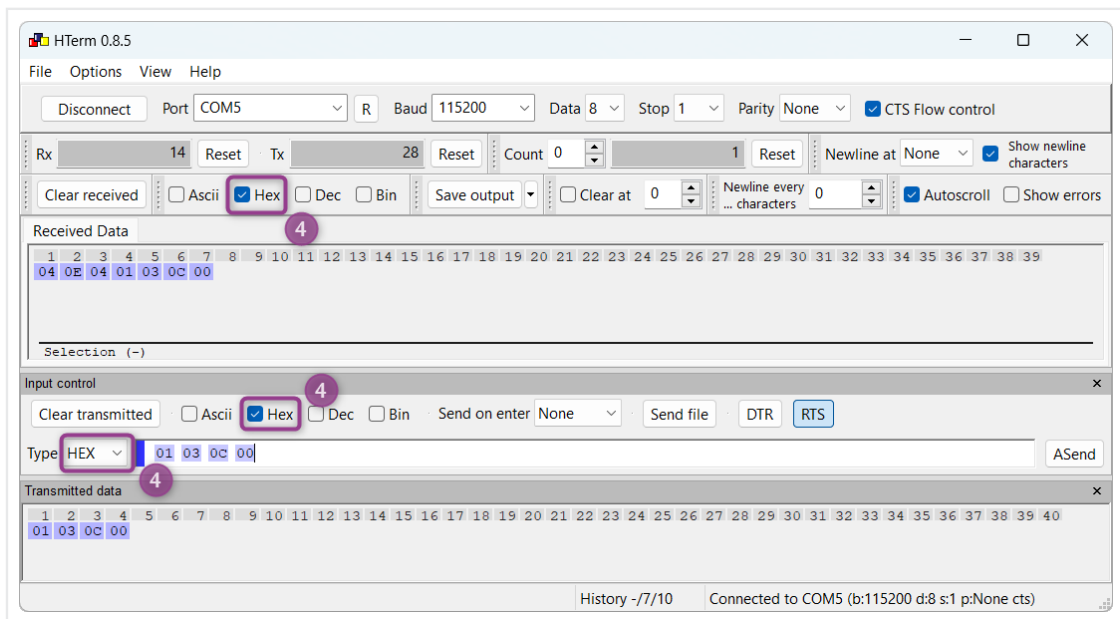 HTerm 0.8.5
File Options View Help
Disconnect Port COM5 R Baud 115200 Data 8 Stop 1 Parity None CTS Flow control
Rx 14 Reset Tx 28 Reset Count 0 1 Reset Newline at None Show newline characters
Clear received Ascii Hex Dec Bin Save output Clear at 0 Newline every ... characters 0 Autoscroll Show errors
4
Received Data
1 2 3 4 5 6 7 8 9 10 11 12 13 14 15 16 17 18 19 20 21 22 23 24 25 26 27 28 29 30 31 32 33 34 35 36 37 38 39
04 0E 04 01 03 0C 00
Selection (-)
Input control
4
Clear transmitted Ascii Hex Dec Bin Send on enter None Send file DTR RTS
Type HEX 01 03 0C 00 ASend
4
Transmitted data
1 2 3 4 5 6 7 8 9 10 11 12 13 14 15 16 17 18 19 20 21 22 23 24 25 26 27 28 29 30 31 32 33 34 35 36 37 38 39 40
01 03 0C 00
History -/7/10 Connected to COM5 (b:115200 d:8 s:1 p:None cts)